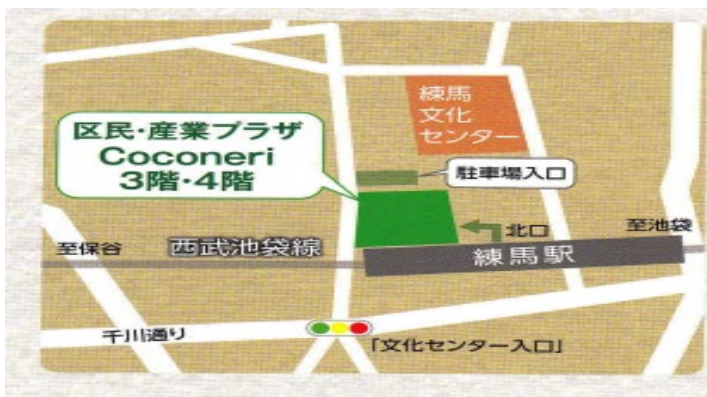 練馬
文化
センター
区民・産業プラザ
Coconeri
3階・4階
駐車場入口
北口
至池袋
至保谷
西武池袋線
練馬駅
千川通り
「文化センター入口」